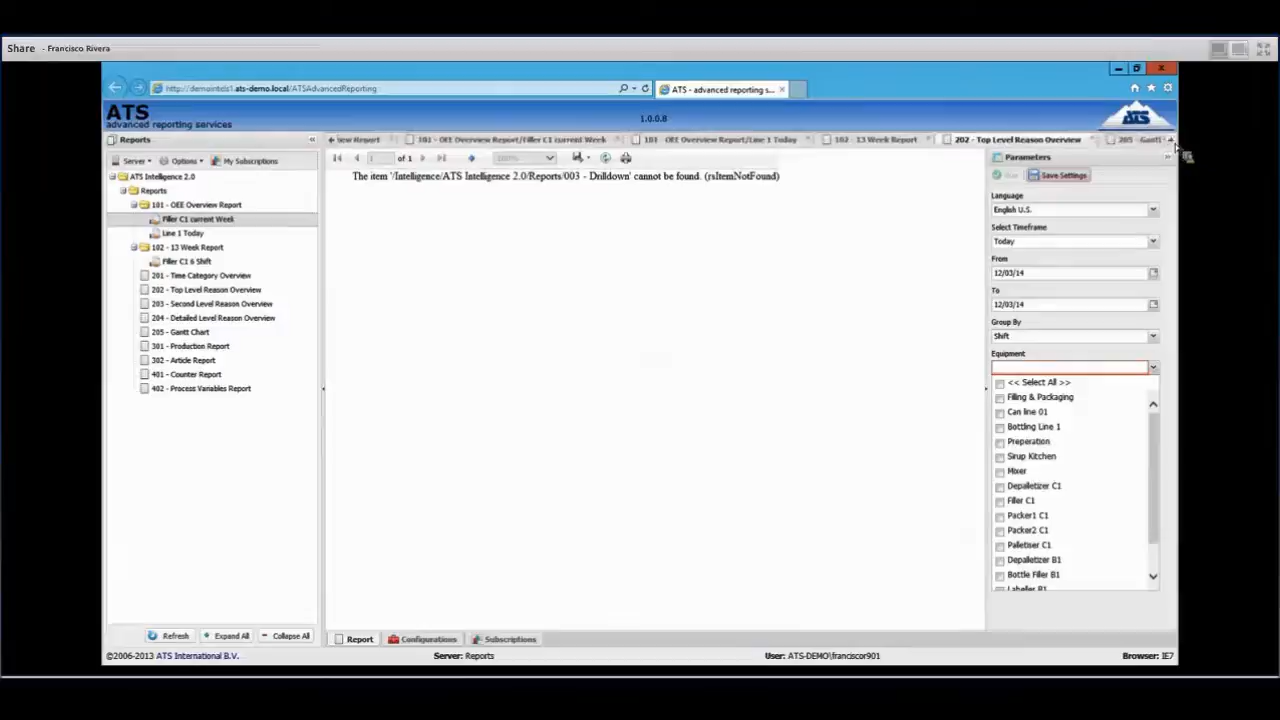 Share - Francisco Rivera
http://demointels1.ats-demo.local/ATSAdvancedReporting
ATS - advanced reporting s...
ATS
advanced reporting services
1.0.0.8
ATS
Reports
Report
101 - OEE Overview Report/Filler C1 current Week
101 - OEE Overview Report/Line 1 Today
102 - 13 Week Report
202 - Top Level Reason Overview
205 - Gantt
Server
Options
My Subscriptions
1 of 1
100%
Parameters
Save Settings
The item '/Intelligence/ATS Intelligence 2.0/Reports/003 - Drilldown' cannot be found. (rsItemNotFound)
ATS Intelligence 2.0
Reports
101 - OEE Overview Report
Filler C1 current Week
Line 1 Today
102 - 13 Week Report
Filler C1 6 Shift
201 - Time Category Overview
202 - Top Level Reason Overview
203 - Second Level Reason Overview
204 - Detailed Level Reason Overview
205 - Gantt Chart
301 - Production Report
302 - Article Report
401 - Counter Report
402 - Process Variables Report
Language
English U.S.
Select Timeframe
Today
From
12/03/14
To
12/03/14
Group By
Shift
Equipment
<< Select All >>
Filling & Packaging
Can line 01
Bottling Line 1
Preperation
Sirup Kitchen
Mixer
Depalletizer C1
Filler C1
Packer1 C1
Packer2 C1
Palletiser C1
Depalletizer B1
Bottle Filler B1
Labeller B1
Refresh
Expand All
Collapse All
Report
Configurations
Subscriptions
©2006-2013 ATS International B.V.
Server: Reports
User: ATS-DEMO\franciscor901
Browser: IE7